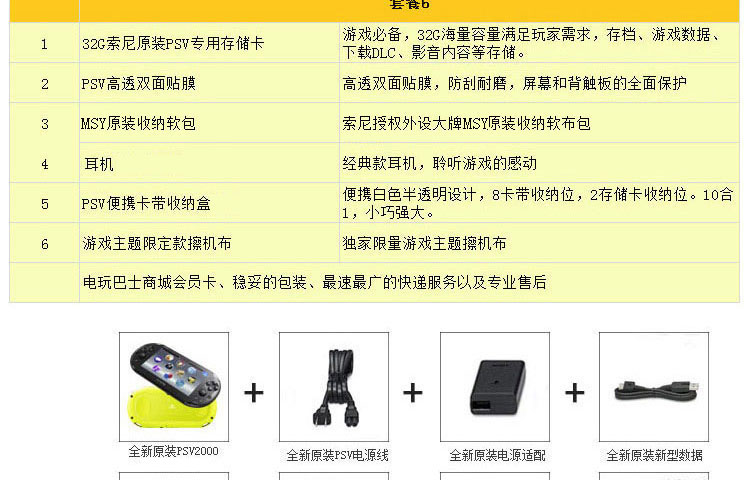 套餐6
1 32G索尼原装PSV专用存储卡 游戏必备，32G海量容量满足玩家需求，存档、游戏数据、
下载DLC、影音内容等存储。
2 PSV高透双面贴膜 高透双面贴膜，防刮耐磨，屏幕和背触板的全面保护
3 MSY原装收纳软包 索尼授权外设大牌MSY原装收纳软布包
4 耳机 经典款耳机，聆听游戏的感动
5 PSV便携卡带收纳盒 便携白色半透明设计，8卡带收纳位，2存储卡收纳位。10合
1，小巧强大。
6 游戏主题限定款擦机布 独家限量游戏主题擦机布
电玩巴士商城会员卡、稳妥的包装、最速最广的快递服务以及专业售后
全新原装PSV2000
全新原装PSV电源线
全新原装电源适配
全新原装新型数据